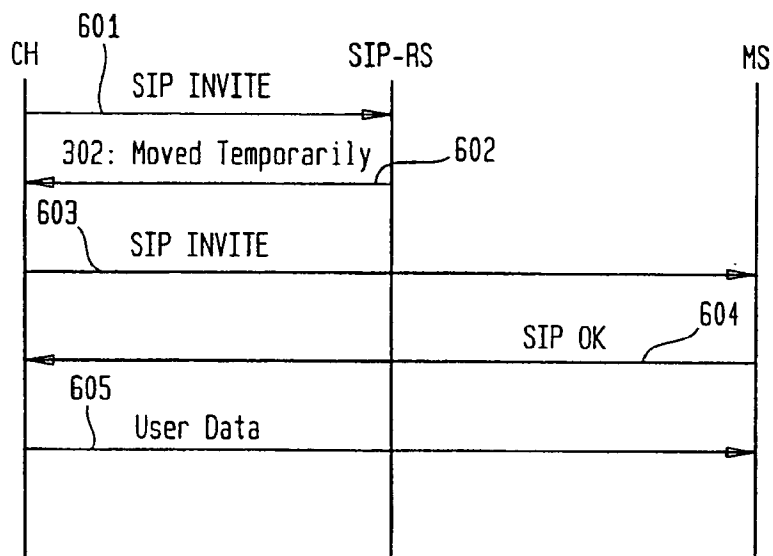 601
CH SIP-RS MS
SIP INVITE
302: Moved Temporarily 602
603
SIP INVITE
SIP OK 604
605
User Data